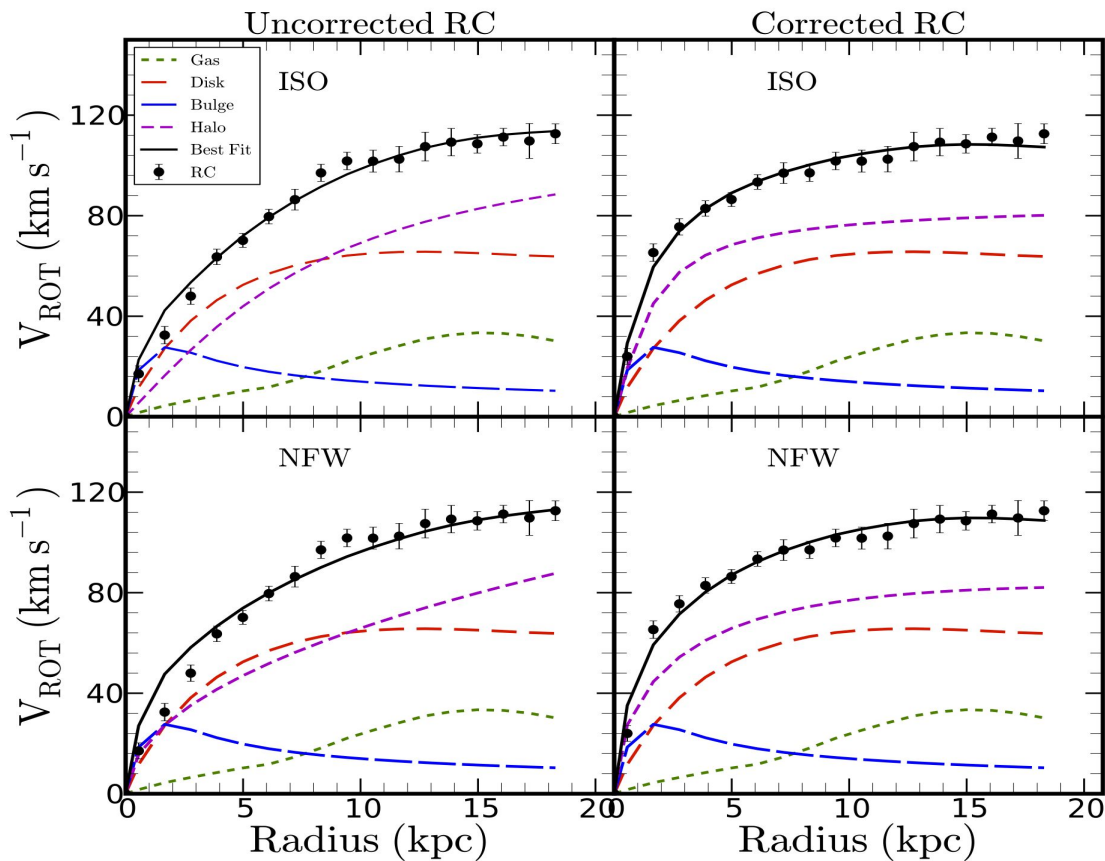 Uncorrected RC
Corrected RC
Gas
Disk
Bulge
Halo
Best Fit
RC
ISO
ISO
120
80
40
0
V_ROT (km s⁻¹)
NFW
NFW
120
80
40
0
V_ROT (km s⁻¹)
0 5 10 15 20
0 5 10 15 20
Radius (kpc)
Radius (kpc)